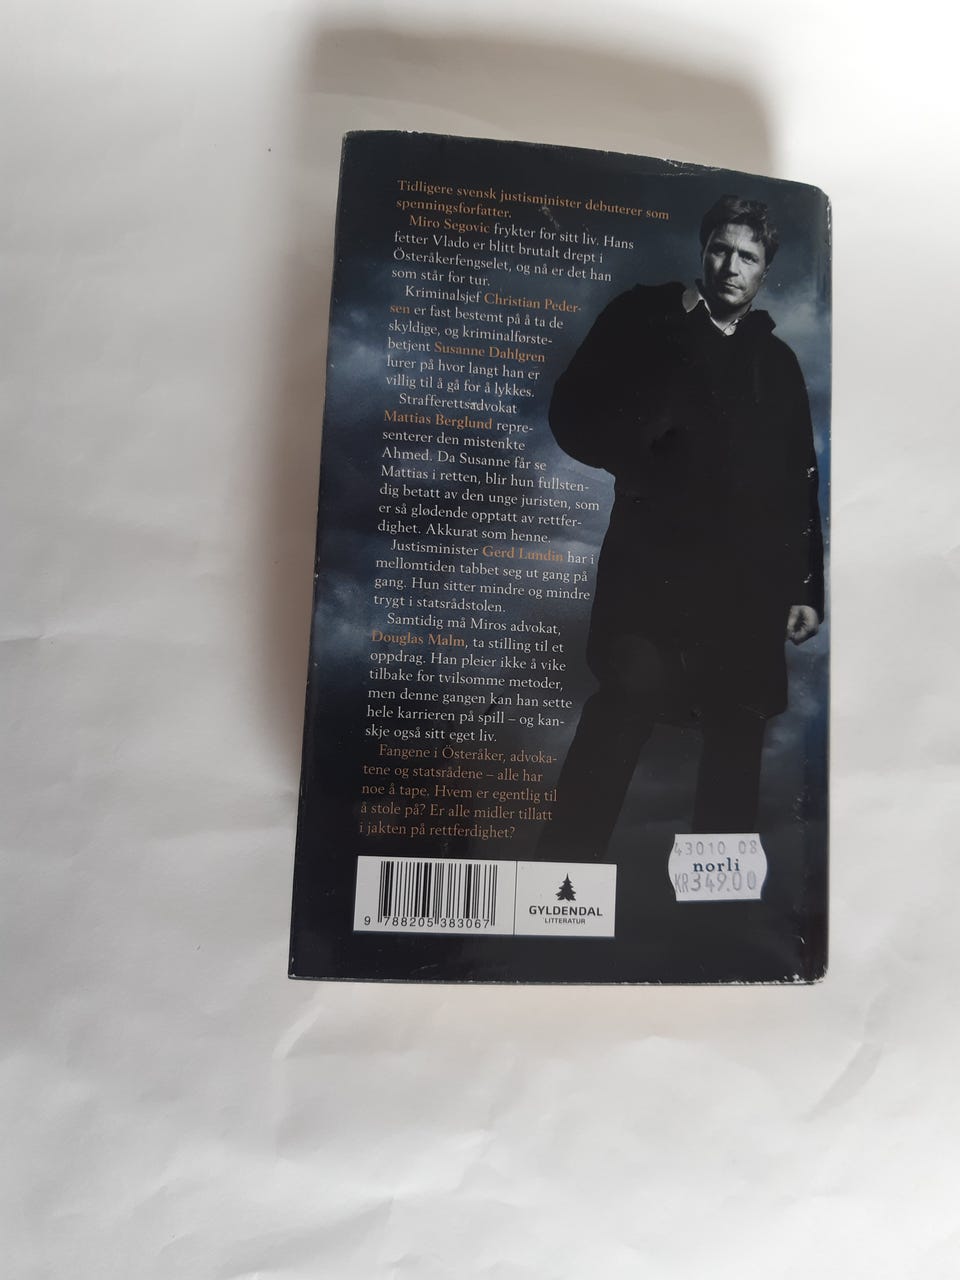 Tidligere svensk justisminister debuterer som
spenningsforfatter.
Miro Segovic frykter for sitt liv. Hans
fetter Vlado er blitt brutalt drept i
Österåkerfengselet, og nå er det han
som står for tur.
Kriminalsjef Christian Peder-
sen er fast bestemt på å ta de
skyldige, og kriminalførste-
betjent Susanne Dahlgren
lurer på hvor langt han er
villig til å gå for å lykkes.
Strafferettsadvokat
Mattias Berglund repre-
senterer den mistenkte
Ahmed. Da Susanne får se
Mattias i retten, blir hun fullsten-
dig betatt av den unge juristen, som
er så glødende opptatt av rettfer-
dighet. Akkurat som henne.
Justisminister Gerd Lundin har i
mellomtiden tabbet seg ut gang på
gang. Hun sitter mindre og mindre
trygt i statsrådstolen.
Samtidig må Miros advokat,
Douglas Malm, ta stilling til et
oppdrag. Han pleier ikke å vike
tilbake for tvilsomme metoder,
men denne gangen kan han sette
hele karrieren på spill – og kan-
skje også sitt eget liv.
Fangene i Österåker, advoka-
tene og statsrådene – alle har
noe å tape. Hvem er egentlig til
å stole på? Er alle midler tillatt
i jakten på rettferdighet?
43010 08
norli
KR349.00
9 788205 383067
GYLDENDAL
LITTERATUR